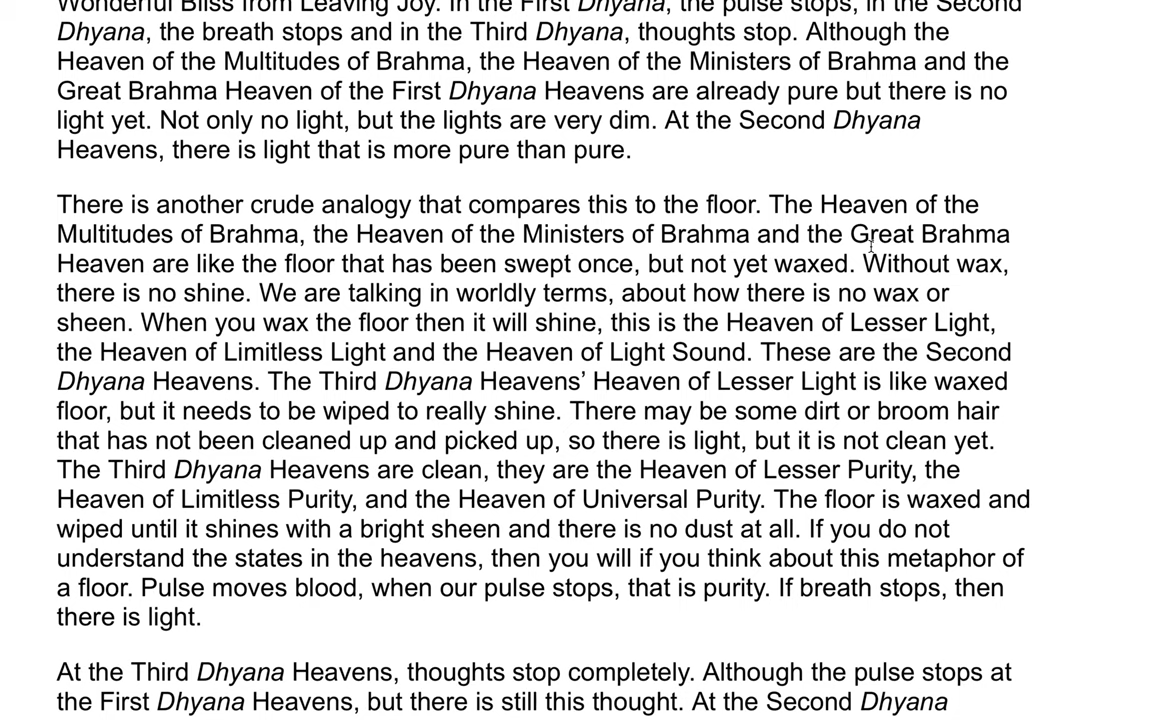 Wonderful Bliss from Leaving Joy. In the First Dhyana, the pulse stops, in the Second
Dhyana, the breath stops and in the Third Dhyana, thoughts stop. Although the
Heaven of the Multitudes of Brahma, the Heaven of the Ministers of Brahma and the
Great Brahma Heaven of the First Dhyana Heavens are already pure but there is no
light yet. Not only no light, but the lights are very dim. At the Second Dhyana
Heavens, there is light that is more pure than pure.
There is another crude analogy that compares this to the floor. The Heaven of the
Multitudes of Brahma, the Heaven of the Ministers of Brahma and the Great Brahma
Heaven are like the floor that has been swept once, but not yet waxed. Without wax,
there is no shine. We are talking in worldly terms, about how there is no wax or
sheen. When you wax the floor then it will shine, this is the Heaven of Lesser Light,
the Heaven of Limitless Light and the Heaven of Light Sound. These are the Second
Dhyana Heavens. The Third Dhyana Heavens’ Heaven of Lesser Light is like waxed
floor, but it needs to be wiped to really shine. There may be some dirt or broom hair
that has not been cleaned up and picked up, so there is light, but it is not clean yet.
The Third Dhyana Heavens are clean, they are the Heaven of Lesser Purity, the
Heaven of Limitless Purity, and the Heaven of Universal Purity. The floor is waxed and
wiped until it shines with a bright sheen and there is no dust at all. If you do not
understand the states in the heavens, then you will if you think about this metaphor of
a floor. Pulse moves blood, when our pulse stops, that is purity. If breath stops, then
there is light.
At the Third Dhyana Heavens, thoughts stop completely. Although the pulse stops at
the First Dhyana Heavens, but there is still this thought. At the Second Dhyana